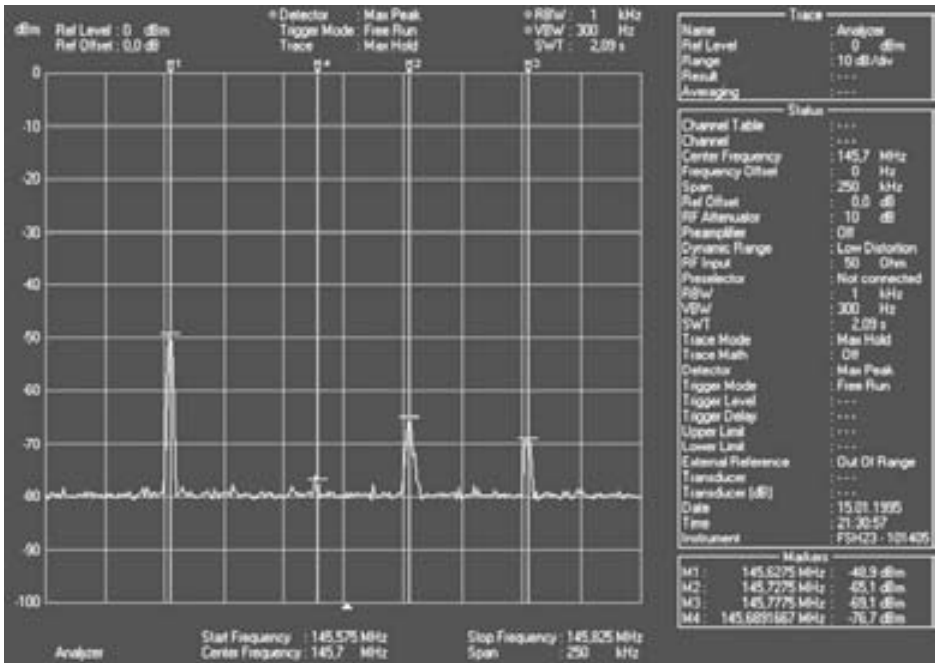 dBm Ref Level : 0 dBm
Ref Offset : 0,0 dB
Detector : Max Peak
Trigger Mode : Free Run
Trace : Max Hold
RBW : 1 kHz
VBW : 300 Hz
SWT : 2,09 s
M1 M4 M2 M3
0
-10
-20
-30
-40
-50
-60
-70
-80
-90
-100
Start Frequency : 145,575 MHz Stop Frequency : 145,825 MHz
Analyzer Center Frequency : 145,7 MHz Span : 250 kHz
Trace
Name : Analyzer
Ref Level : 0 dBm
Range : 10 dB/div
Result : ---
Averaging : ---
Status
Channel Table : ---
Channel : ---
Center Frequency : 145,7 MHz
Frequency Offset : 0 Hz
Span : 250 kHz
Ref Offset : 0,0 dB
RF Attenuator : 10 dB
Preamplifier : Off
Dynamic Range : Low Distortion
RF Input : 50 Ohm
Preselector : Not connected
RBW : 1 kHz
VBW : 300 Hz
SWT : 2,09 s
Trace Mode : Max Hold
Trace Math : Off
Detector : Max Peak
Trigger Mode : Free Run
Trigger Level : ---
Trigger Delay : ---
Upper Limit : ---
Lower Limit : ---
External Reference : Out Of Range
Transducer : ---
Transducer [dB] : ---
Date : 15.01.1995
Time : 21:30:57
Instrument : FSH23 - 101405
Markers
M1 : 145,6275 MHz : -48,9 dBm
M2 : 145,7275 MHz : -65,1 dBm
M3 : 145,7775 MHz : -69,1 dBm
M4 : 145,6891667 MHz : -76,7 dBm